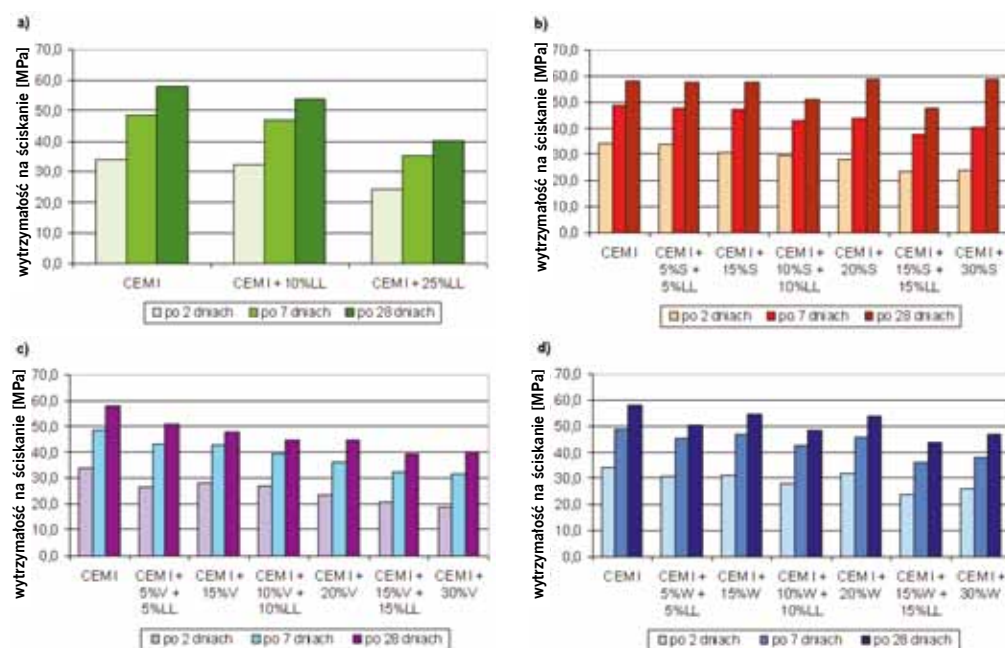 a)
wytrzymałość na ściskanie [MPa]
70,0
60,0
50,0
40,0
30,0
20,0
10,0
0,0
CEM I
CEM I + 10%LL
CEM I + 25%LL
po 2 dniach
po 7 dniach
po 28 dniach
b)
wytrzymałość na ściskanie [MPa]
70,0
60,0
50,0
40,0
30,0
20,0
10,0
0,0
CEM I
CEM I +
5%S +
5%LL
CEM I +
15%S
CEM I +
10%S +
10%LL
CEM I +
20%S
CEM I +
15%S +
15%LL
CEM I +
30%S
po 2 dniach
po 7 dniach
po 28 dniach
c)
wytrzymałość na ściskanie [MPa]
70,0
60,0
50,0
40,0
30,0
20,0
10,0
0,0
CEM I
CEM I +
5%V +
5%LL
CEM I +
15%V
CEM I +
10%V +
10%LL
CEM I +
20%V
CEM I +
15%V +
15%LL
CEM I +
30%V
po 2 dniach
po 7 dniach
po 28 dniach
d)
wytrzymałość na ściskanie [MPa]
70,0
60,0
50,0
40,0
30,0
20,0
10,0
0,0
CEM I
CEM I +
5%W +
5%LL
CEM I +
15%W
CEM I +
10%W +
10%LL
CEM I +
20%W
CEM I +
15%W +
15%LL
CEM I +
30%W
po 2 dniach
po 7 dniach
po 28 dniach